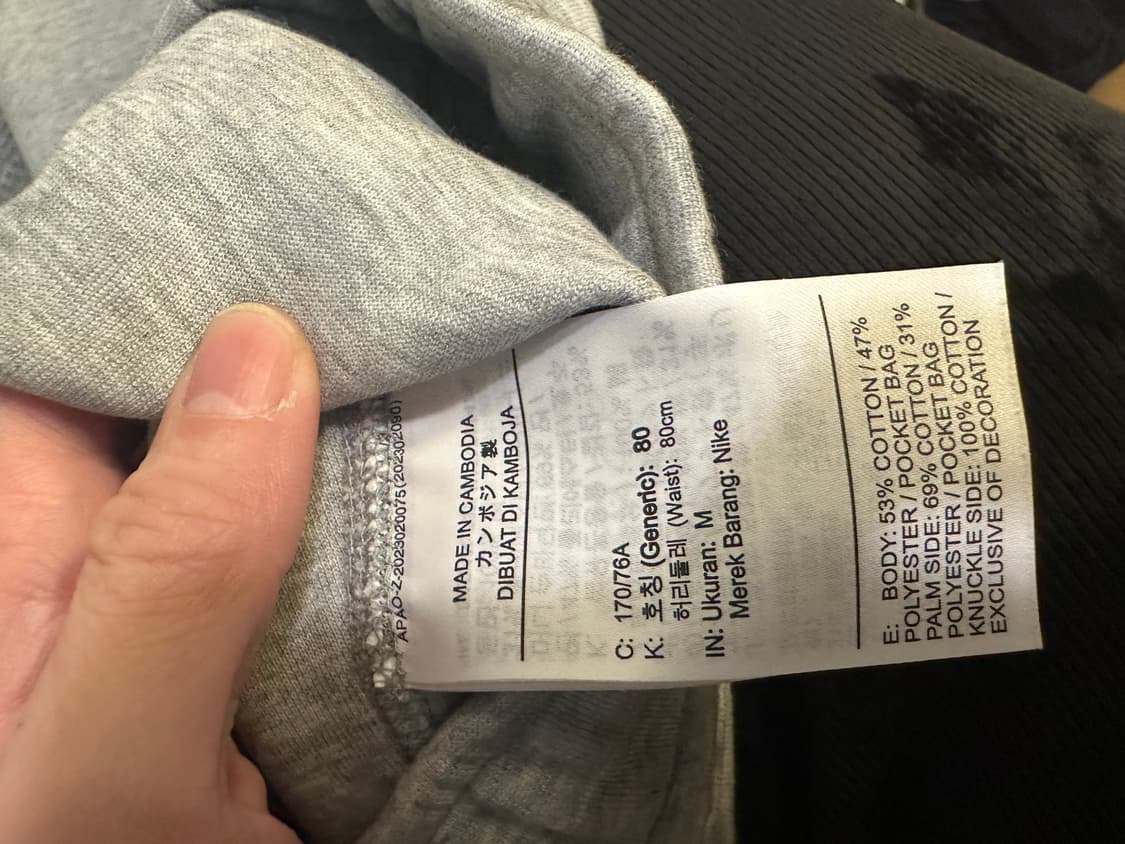 APAO-Z-2023020075(202302090)
MADE IN CAMBODIA
カンボジア製
DIBUAT DI KAMBOJA
C: 170/76A
K: 호칭 (Generic): 80
허리둘레 (Waist): 80cm
IN: Ukuran: M
Merek Barang: Nike
E: BODY: 53% COTTON / 47%
POLYESTER / POCKET BAG
PALM SIDE: 69% COTTON / 31%
POLYESTER / POCKET BAG
KNUCKLE SIDE: 100% COTTON /
EXCLUSIVE OF DECORATION